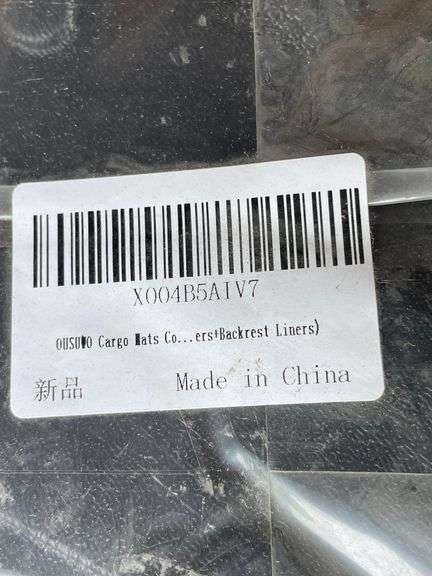 X004B5AIV7
OUSUVO Cargo Mats Co...ers+Backrest Liners)
新品
Made in China